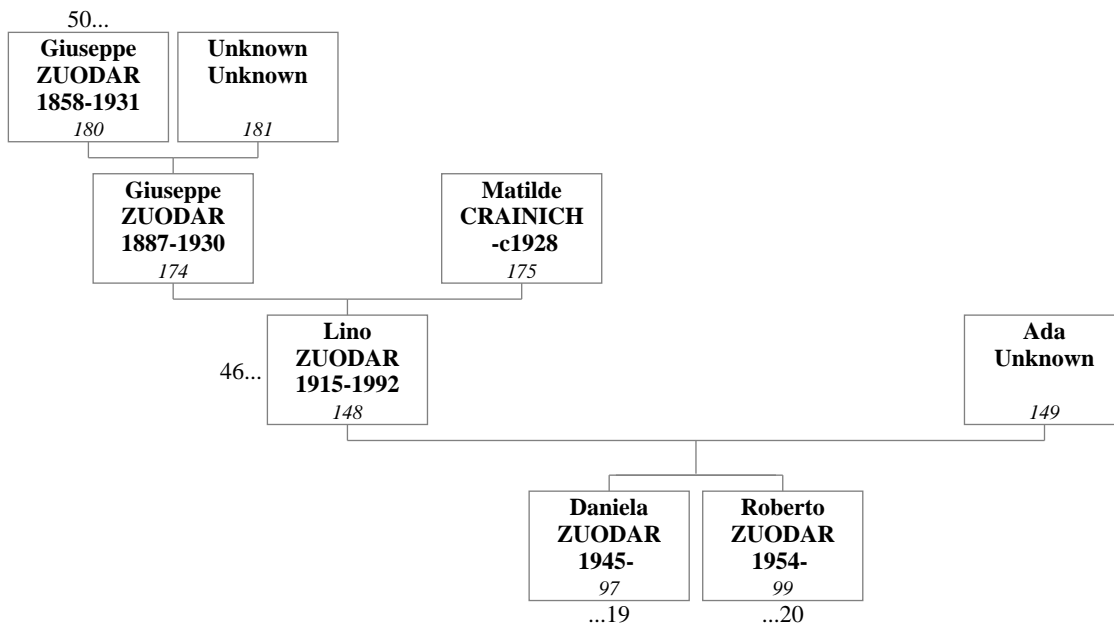 50...
Giuseppe
ZUODAR
1858-1931
180
Unknown
Unknown
181
Giuseppe
ZUODAR
1887-1930
174
Matilde
CRAINICH
-c1928
175
46...
Lino
ZUODAR
1915-1992
148
Ada
Unknown
149
Daniela
ZUODAR
1945-
97
...19
Roberto
ZUODAR
1954-
99
...20